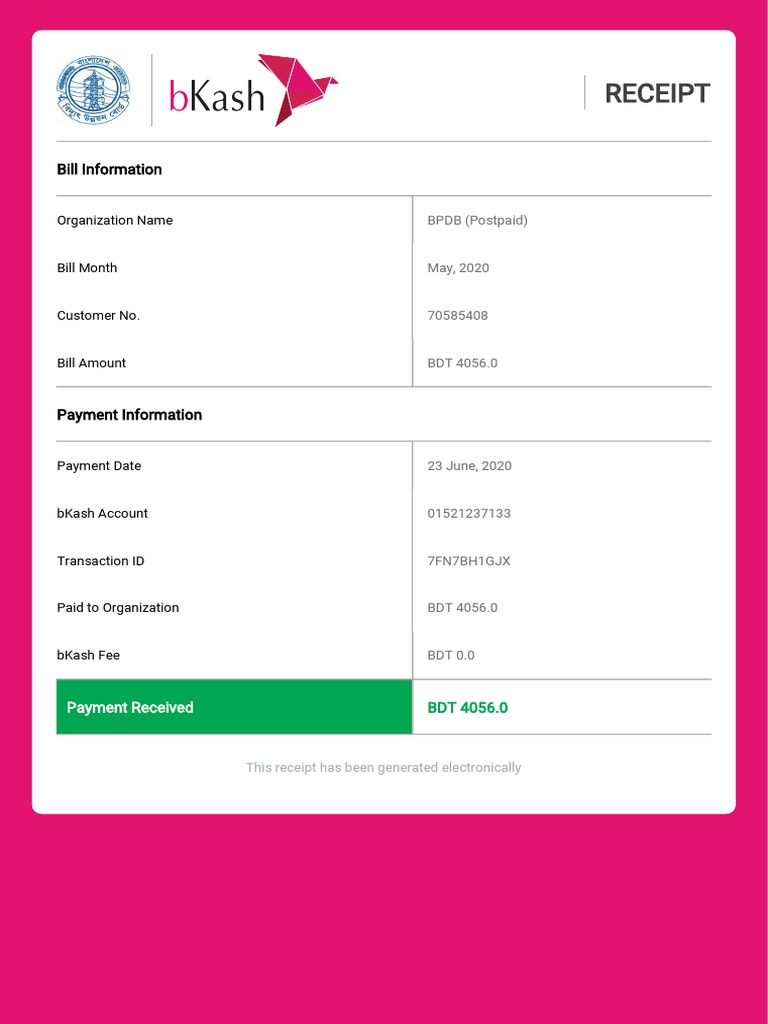 বাংলাদেশ
বিদ্যুৎ উন্নয়ন বোর্ড
bKash
RECEIPT
Bill Information
Organization Name BPDB (Postpaid)
Bill Month May, 2020
Customer No. 70585408
Bill Amount BDT 4056.0
Payment Information
Payment Date 23 June, 2020
bKash Account 01521237133
Transaction ID 7FN7BH1GJX
Paid to Organization BDT 4056.0
bKash Fee BDT 0.0
Payment Received BDT 4056.0
This receipt has been generated electronically